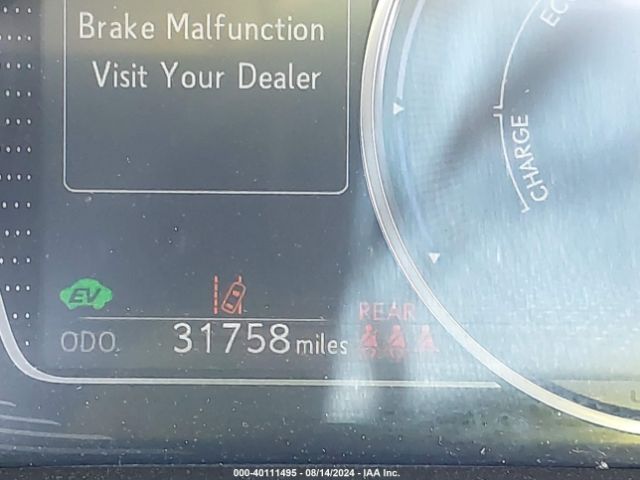 Brake Malfunction
Visit Your Dealer
CHARGE
EV
REAR
ODO 31758 miles
000-40111495 - 08/14/2024 - IAA Inc.